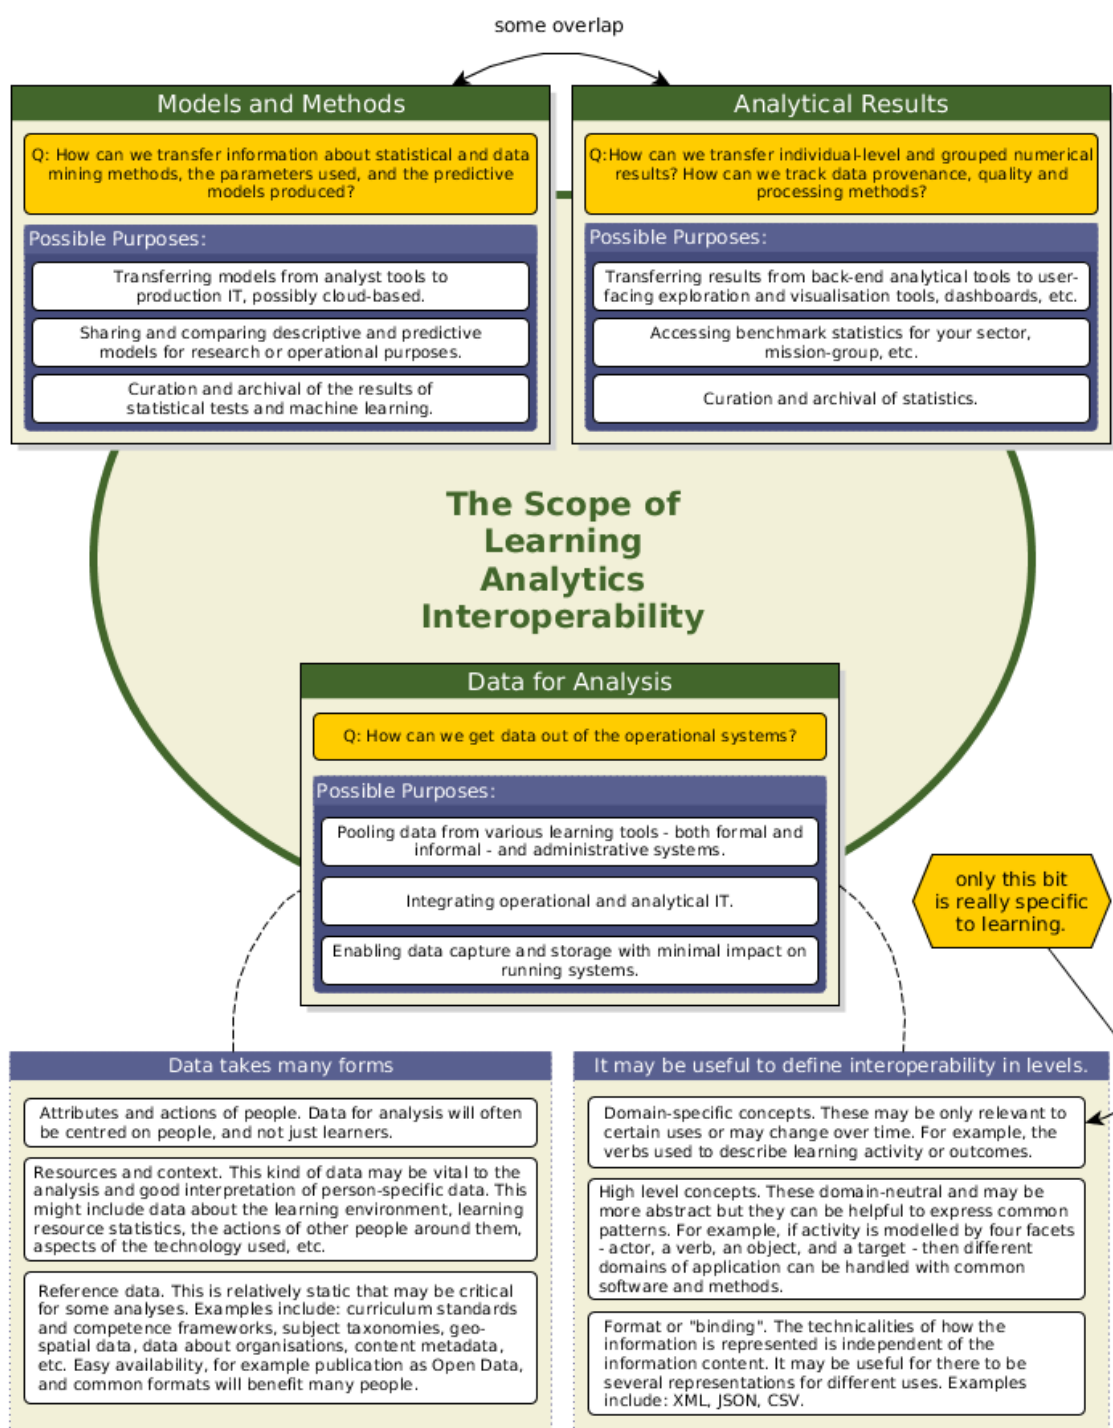 some overlap
Models and Methods
Q: How can we transfer information about statistical and data
mining methods, the parameters used, and the predictive
models produced?
Possible Purposes:
Transferring models from analyst tools to
production IT, possibly cloud-based.
Sharing and comparing descriptive and predictive
models for research or operational purposes.
Curation and archival of the results of
statistical tests and machine learning.
Analytical Results
Q:How can we transfer individual-level and grouped numerical
results? How can we track data provenance, quality and
processing methods?
Possible Purposes:
Transferring results from back-end analytical tools to user-
facing exploration and visualisation tools, dashboards, etc.
Accessing benchmark statistics for your sector,
mission-group, etc.
Curation and archival of statistics.
The Scope of
Learning
Analytics
Interoperability
Data for Analysis
Q: How can we get data out of the operational systems?
Possible Purposes:
Pooling data from various learning tools - both formal and
informal - and administrative systems.
Integrating operational and analytical IT.
Enabling data capture and storage with minimal impact on
running systems.
only this bit
is really specific
to learning.
Data takes many forms
Attributes and actions of people. Data for analysis will often
be centred on people, and not just learners.
Resources and context. This kind of data may be vital to the
analysis and good interpretation of person-specific data. This
might include data about the learning environment, learning
resource statistics, the actions of other people around them,
aspects of the technology used, etc.
Reference data. This is relatively static that may be critical
for some analyses. Examples include: curriculum standards
and competence frameworks, subject taxonomies, geo-
spatial data, data about organisations, content metadata,
etc. Easy availability, for example publication as Open Data,
and common formats will benefit many people.
It may be useful to define interoperability in levels.
Domain-specific concepts. These may be only relevant to
certain uses or may change over time. For example, the
verbs used to describe learning activity or outcomes.
High level concepts. These domain-neutral and may be
more abstract but they can be helpful to express common
patterns. For example, if activity is modelled by four facets
- actor, a verb, an object, and a target - then different
domains of application can be handled with common
software and methods.
Format or "binding". The technicalities of how the
information is represented is independent of the
information content. It may be useful for there to be
several representations for different uses. Examples
include: XML, JSON, CSV.